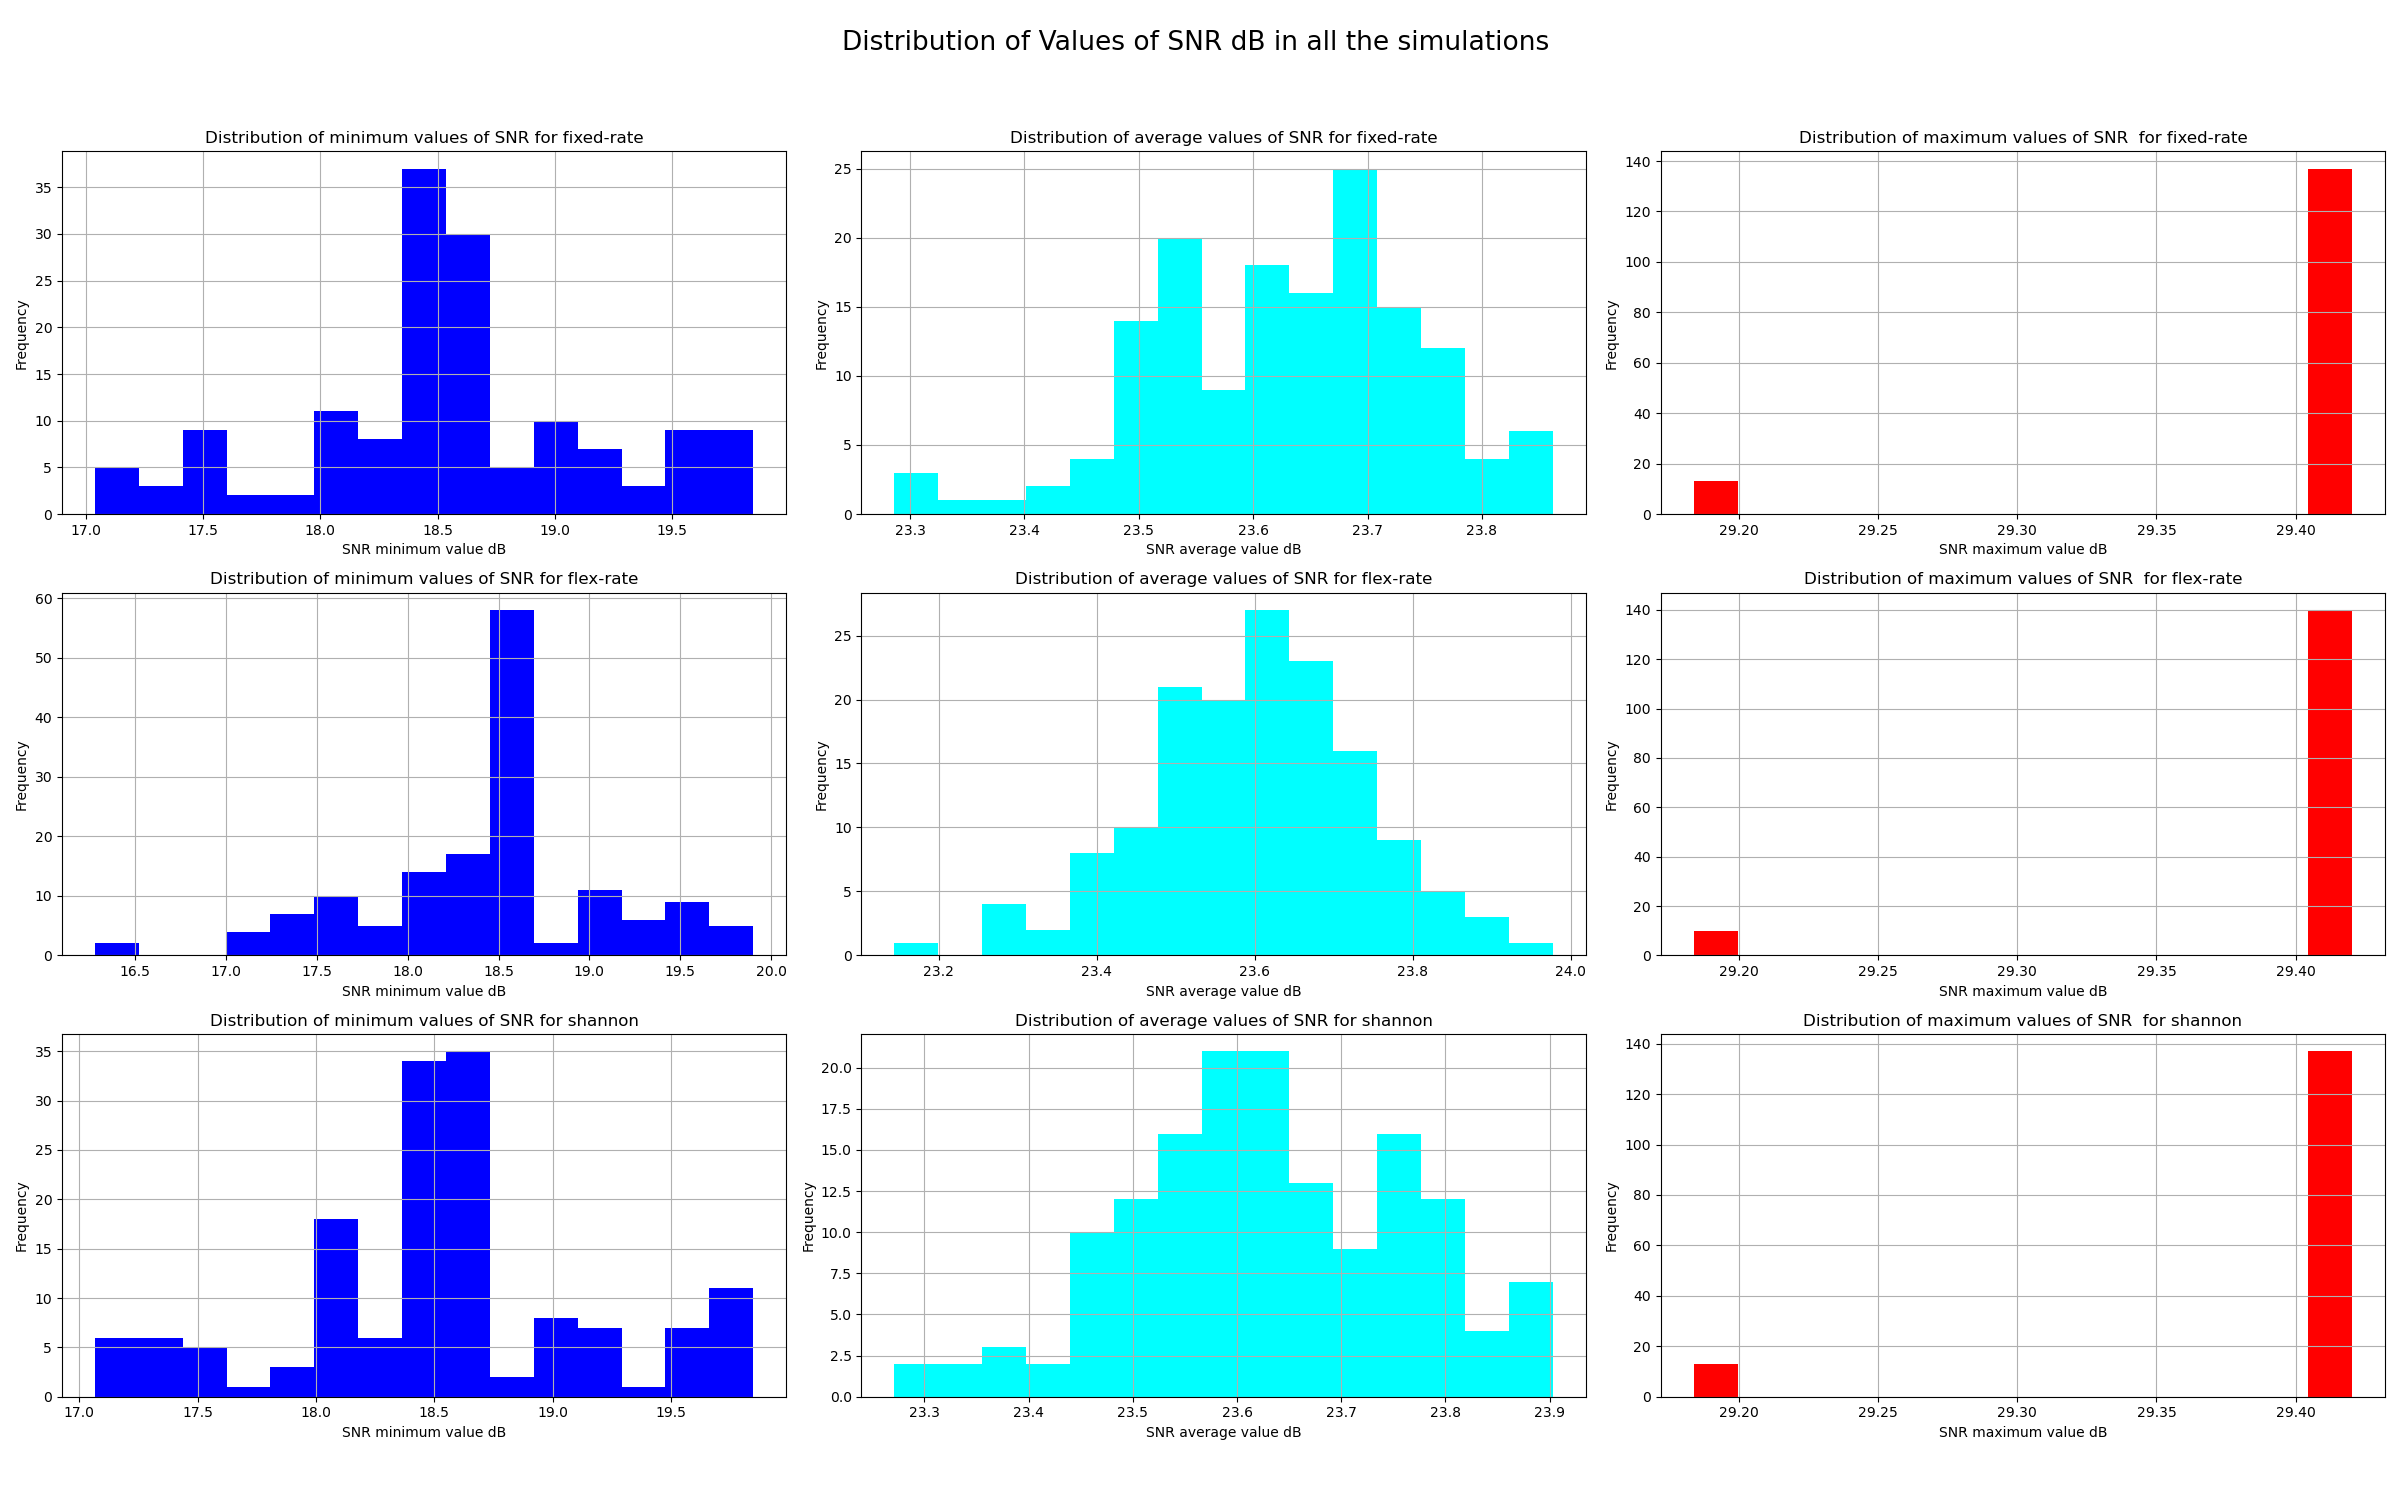 Distribution of Values of SNR dB in all the simulations
Distribution of minimum values of SNR for fixed-rate
Frequency
35
30
25
20
15
10
5
0
17.0 17.5 18.0 18.5 19.0 19.5
SNR minimum value dB
Distribution of average values of SNR for fixed-rate
Frequency
25
20
15
10
5
0
23.3 23.4 23.5 23.6 23.7 23.8
SNR average value dB
Distribution of maximum values of SNR  for fixed-rate
Frequency
140
120
100
80
60
40
20
0
29.20 29.25 29.30 29.35 29.40
SNR maximum value dB
Distribution of minimum values of SNR for flex-rate
Frequency
60
50
40
30
20
10
0
16.5 17.0 17.5 18.0 18.5 19.0 19.5 20.0
SNR minimum value dB
Distribution of average values of SNR for flex-rate
Frequency
25
20
15
10
5
0
23.2 23.4 23.6 23.8 24.0
SNR average value dB
Distribution of maximum values of SNR  for flex-rate
Frequency
140
120
100
80
60
40
20
0
29.20 29.25 29.30 29.35 29.40
SNR maximum value dB
Distribution of minimum values of SNR for shannon
Frequency
35
30
25
20
15
10
5
0
17.0 17.5 18.0 18.5 19.0 19.5
SNR minimum value dB
Distribution of average values of SNR for shannon
Frequency
20.0
17.5
15.0
12.5
10.0
7.5
5.0
2.5
0.0
23.3 23.4 23.5 23.6 23.7 23.8 23.9
SNR average value dB
Distribution of maximum values of SNR  for shannon
Frequency
140
120
100
80
60
40
20
0
29.20 29.25 29.30 29.35 29.40
SNR maximum value dB